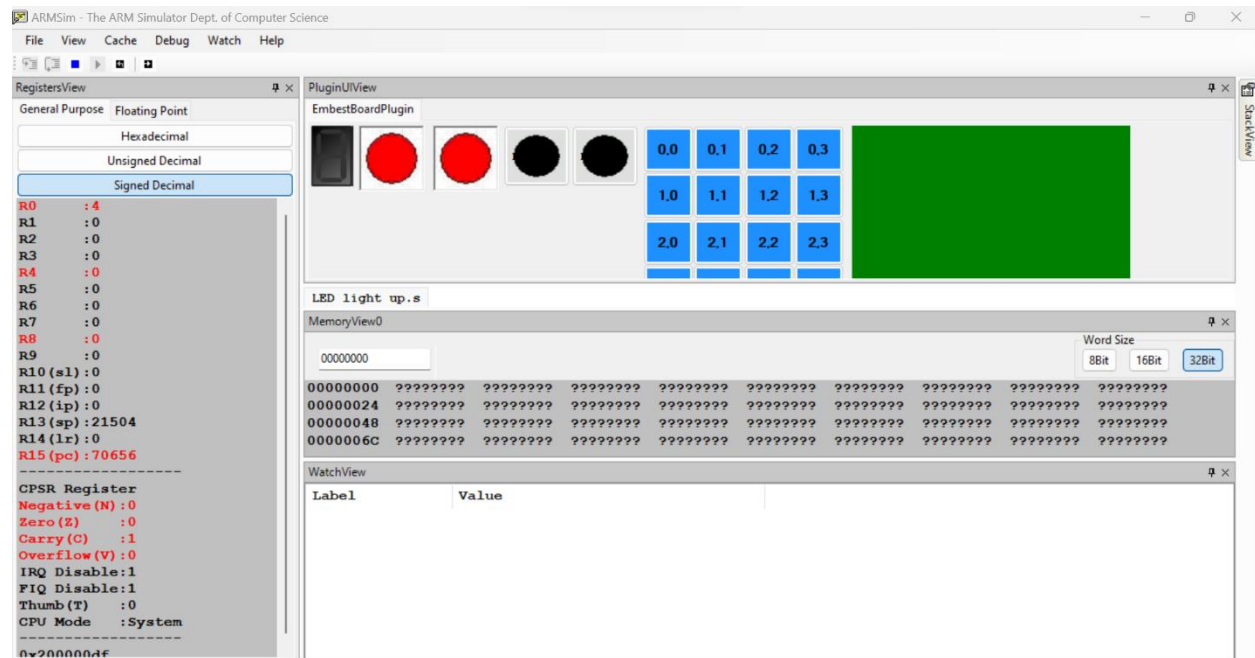 ARMSim - The ARM Simulator Dept. of Computer Science
File View Cache Debug Watch Help
RegistersView
General Purpose Floating Point
Hexadecimal
Unsigned Decimal
Signed Decimal
R0 :4
R1 :0
R2 :0
R3 :0
R4 :0
R5 :0
R6 :0
R7 :0
R8 :0
R9 :0
R10(sl):0
R11(fp):0
R12(ip):0
R13(sp):21504
R14(lr):0
R15(pc):70656
-------------------
CPSR Register
Negative(N):0
Zero(Z) :0
Carry(C) :1
Overflow(V):0
IRQ Disable:1
FIQ Disable:1
Thumb(T) :0
CPU Mode :System
-------------------
0x200000df
PluginUIView
EmbestBoardPlugin
0,0 0,1 0,2 0,3
1,0 1,1 1,2 1,3
2,0 2,1 2,2 2,3
LED light up.s
MemoryView0
00000000
Word Size
8Bit 16Bit 32Bit
00000000 ???????? ???????? ???????? ???????? ???????? ???????? ???????? ???????? ????????
00000024 ???????? ???????? ???????? ???????? ???????? ???????? ???????? ???????? ????????
00000048 ???????? ???????? ???????? ???????? ???????? ???????? ???????? ???????? ????????
0000006C ???????? ???????? ???????? ???????? ???????? ???????? ???????? ???????? ????????
WatchView
Label Value
StackView